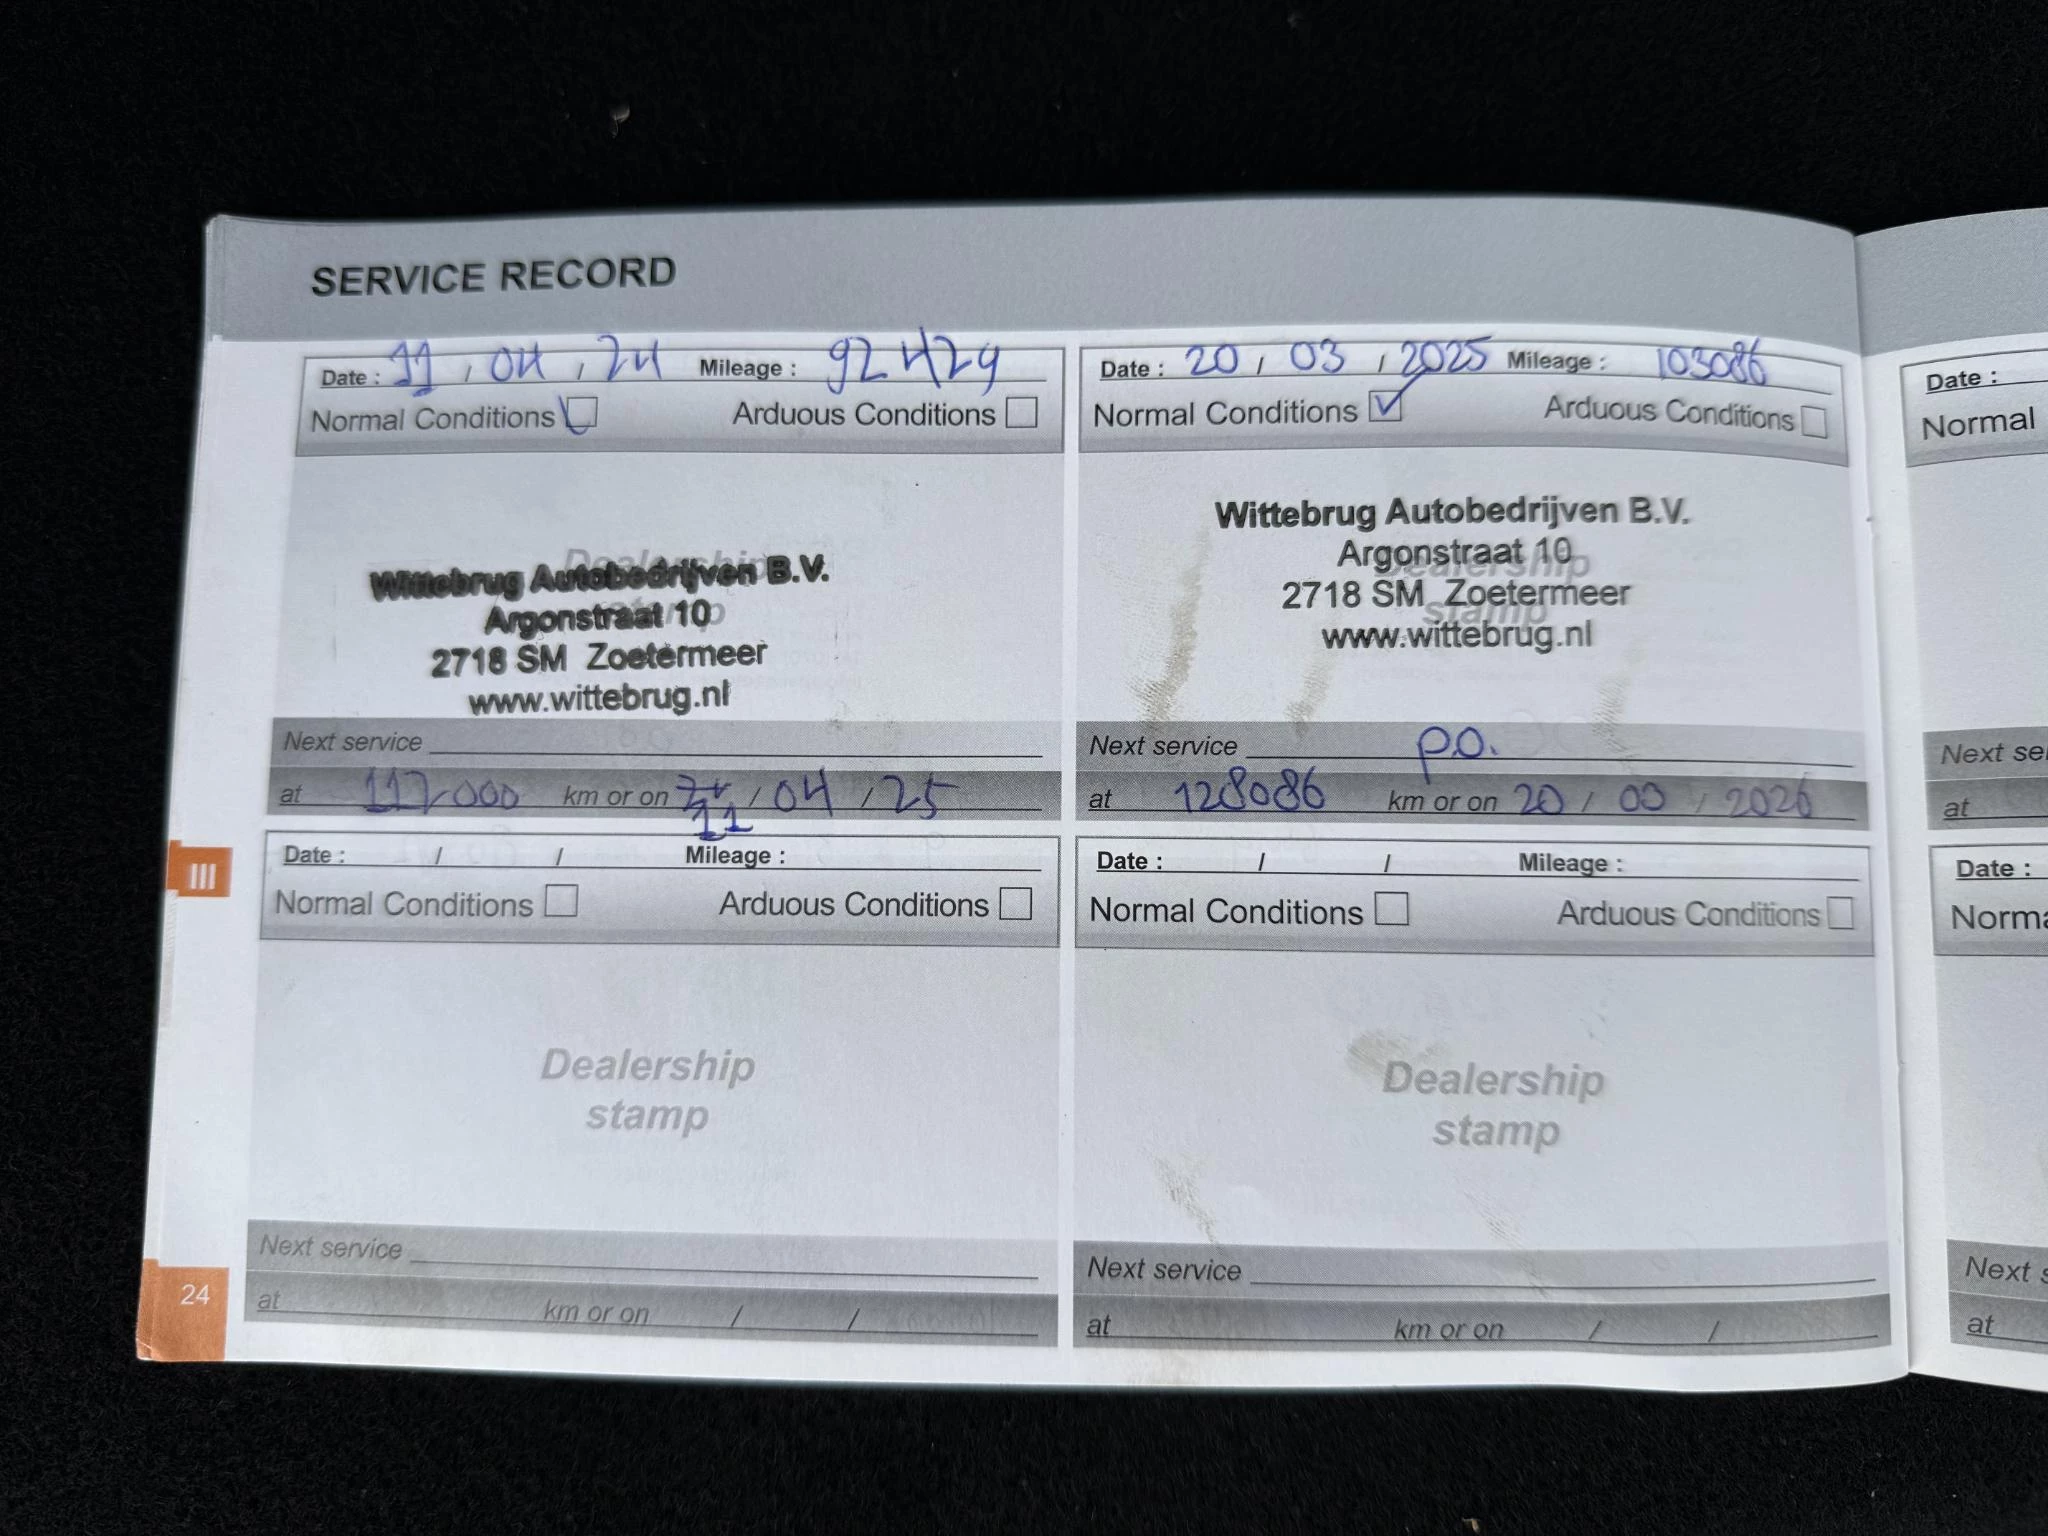 SERVICE RECORD
Date : 11 / 04 / 24 Mileage : 92429
Normal Conditions Arduous Conditions
Dealership stamp
Wittebrug Autobedrijven B.V.
Argonstraat 10
2718 SM Zoetermeer
www.wittebrug.nl
Next service
at 117000 km or on / 04 / 25
11
Date : 20 / 03 / 2025 Mileage : 103086
Normal Conditions Arduous Conditions
Dealership stamp
Wittebrug Autobedrijven B.V.
Argonstraat 10
2718 SM Zoetermeer
www.wittebrug.nl
Next service p.o.
at 128086 km or on 20 / 03 / 2026
Date : / / Mileage :
Normal Conditions Arduous Conditions
Dealership
stamp
Next service
at km or on / /
Date : / / Mileage :
Normal Conditions Arduous Conditions
Dealership
stamp
Next service
at km or on / /
III
24
Date :
Normal
Next se
at
Date :
Norma
Next s
at